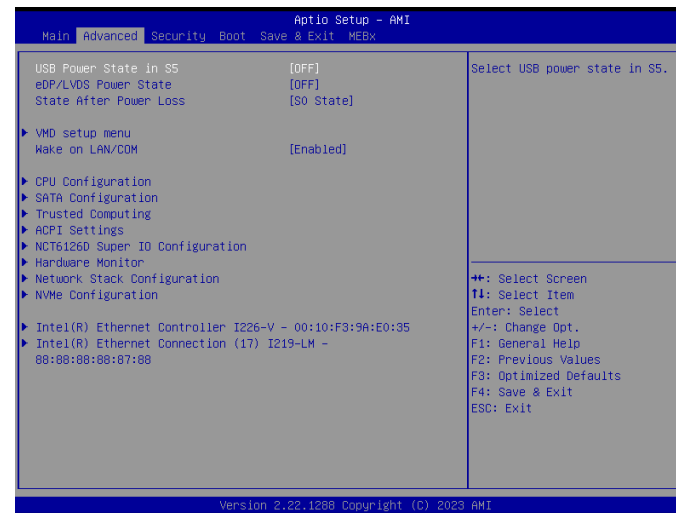 Aptio Setup – AMI
Main Advanced Security Boot Save & Exit MEBx
USB Power State in S5 [OFF]
eDP/LVDS Power State [OFF]
State After Power Loss [S0 State]
VMD setup menu
Wake on LAN/COM [Enabled]
CPU Configuration
SATA Configuration
Trusted Computing
ACPI Settings
NCT6126D Super IO Configuration
Hardware Monitor
Network Stack Configuration
NVMe Configuration
Intel(R) Ethernet Controller I226-V – 00:10:F3:9A:E0:35
Intel(R) Ethernet Connection (17) I219-LM –
88:88:88:88:87:88
Select USB power state in S5.
→←: Select Screen
↑↓: Select Item
Enter: Select
+/-: Change Opt.
F1: General Help
F2: Previous Values
F3: Optimized Defaults
F4: Save & Exit
ESC: Exit
Version 2.22.1288 Copyright (C) 2023 AMI